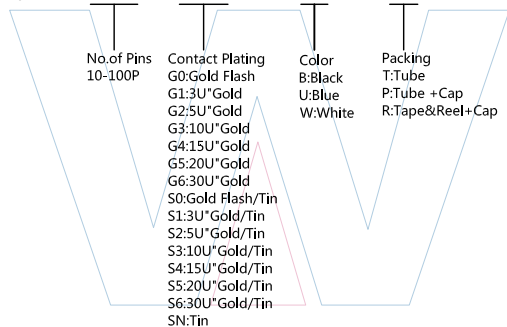 No.of Pins
10-100P
Contact Plating
G0:Gold Flash
G1:3U"Gold
G2:5U"Gold
G3:10U"Gold
G4:15U"Gold
G5:20U"Gold
G6:30U"Gold
S0:Gold Flash/Tin
S1:3U"Gold/Tin
S2:5U"Gold/Tin
S3:10U"Gold/Tin
S4:15U"Gold/Tin
S5:20U"Gold/Tin
S6:30U"Gold/Tin
SN:Tin
Color
B:Black
U:Blue
W:White
Packing
T:Tube
P:Tube +Cap
R:Tape&Reel+Cap